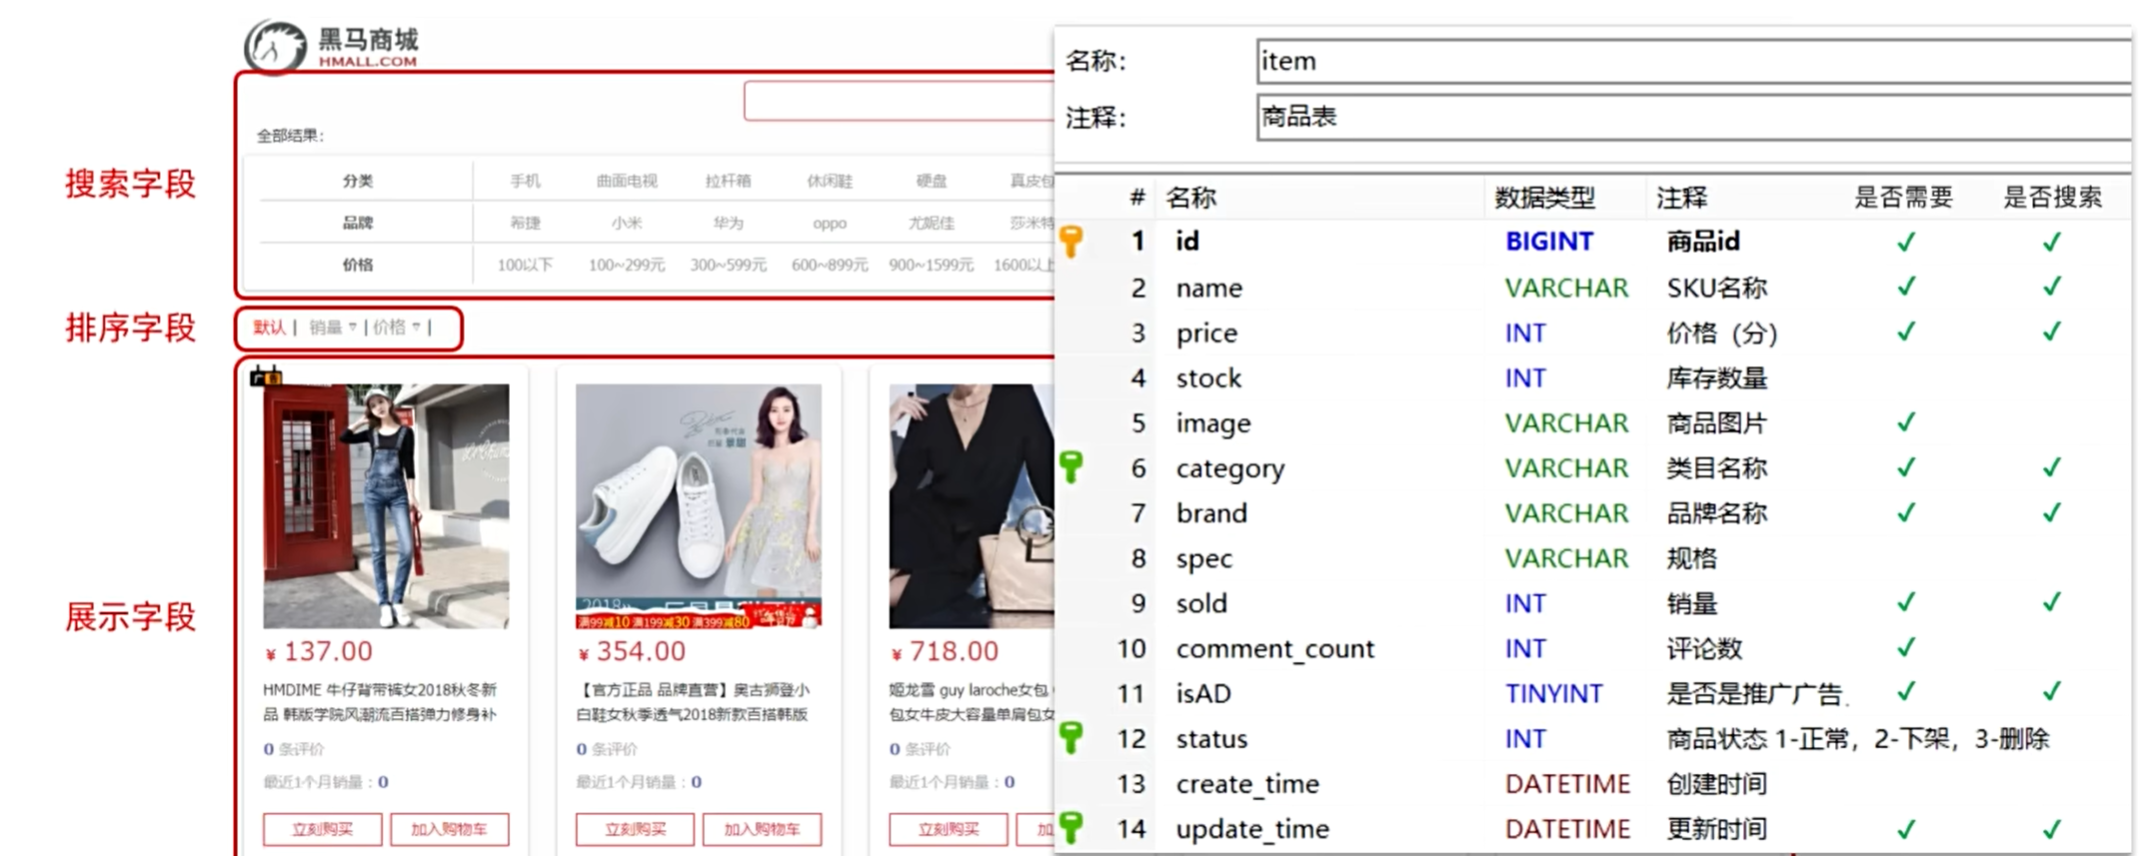 黑马商城
HMALL.COM
全部结果：
搜索字段
分类 手机 曲面电视 拉杆箱 休闲鞋 硬盘 真皮包
品牌 希捷 小米 华为 oppo 尤妮佳 莎米特
价格 100以下 100~299元 300~599元 600~899元 900~1599元 1600以上
排序字段
默认 | 销量 ▿ | 价格 ▿ |
展示字段
¥ 137.00
HMDIME 牛仔背带裤女2018秋冬新
品 韩版学院风潮流百搭弹力修身补
0 条评价
最近1个月销量：0
立刻购买 加入购物车
满99减10 满199减30 满399减80
¥ 354.00
【官方正品 品牌直营】奥古狮登小
白鞋女秋季透气2018新款百搭韩版
0 条评价
最近1个月销量：0
立刻购买 加入购物车
¥ 718.00
姬龙雪 guy laroche女包
包女牛皮大容量单肩包女
0 条评价
最近1个月销量：0
立刻购买 加
名称： item
注释： 商品表
# 名称 数据类型 注释 是否需要 是否搜索
1 id BIGINT 商品id ✓ ✓
2 name VARCHAR SKU名称 ✓ ✓
3 price INT 价格（分） ✓ ✓
4 stock INT 库存数量
5 image VARCHAR 商品图片 ✓
6 category VARCHAR 类目名称 ✓ ✓
7 brand VARCHAR 品牌名称 ✓ ✓
8 spec VARCHAR 规格
9 sold INT 销量 ✓ ✓
10 comment_count INT 评论数 ✓
11 isAD TINYINT 是否是推广广告. ✓ ✓
12 status INT 商品状态 1-正常，2-下架，3-删除
13 create_time DATETIME 创建时间
14 update_time DATETIME 更新时间 ✓ ✓